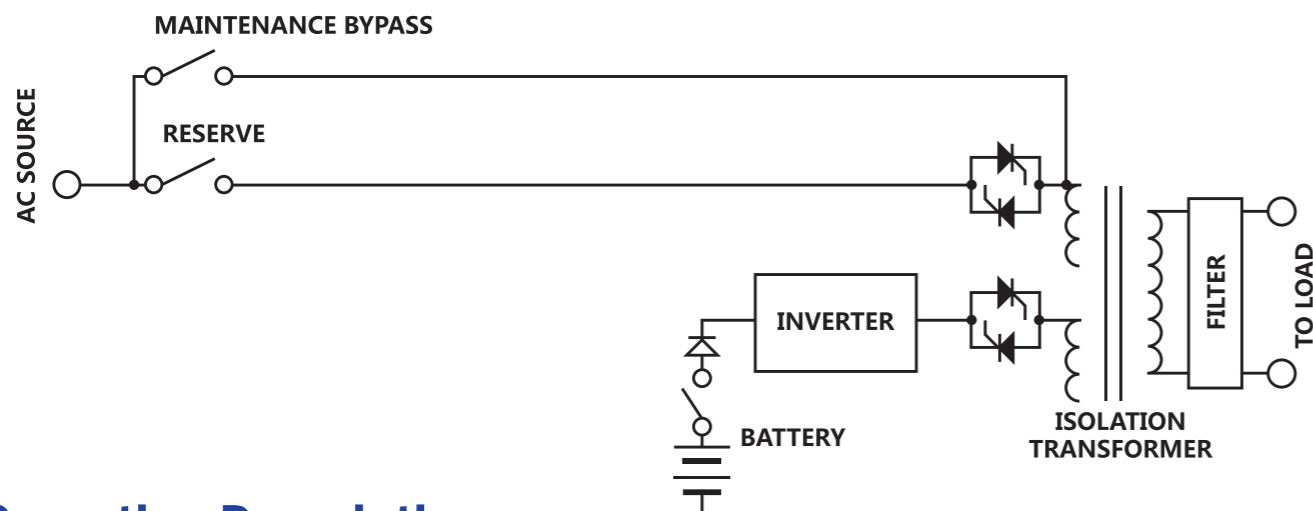 MAINTENANCE BYPASS
RESERVE
AC SOURCE
INVERTER
BATTERY
ISOLATION
TRANSFORMER
FILTER
TO LOAD